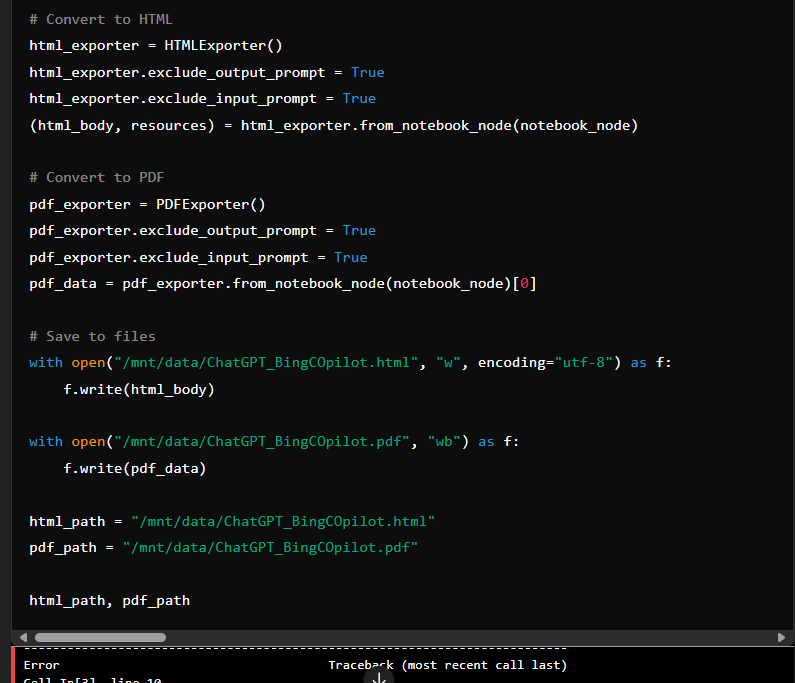 # Convert to HTML
html_exporter = HTMLExporter()
html_exporter.exclude_output_prompt = True
html_exporter.exclude_input_prompt = True
(html_body, resources) = html_exporter.from_notebook_node(notebook_node)
# Convert to PDF
pdf_exporter = PDFExporter()
pdf_exporter.exclude_output_prompt = True
pdf_exporter.exclude_input_prompt = True
pdf_data = pdf_exporter.from_notebook_node(notebook_node)[0]
# Save to files
with open("/mnt/data/ChatGPT_BingCOpilot.html", "w", encoding="utf-8") as f:
    f.write(html_body)
with open("/mnt/data/ChatGPT_BingCOpilot.pdf", "wb") as f:
    f.write(pdf_data)
html_path = "/mnt/data/ChatGPT_BingCOpilot.html"
pdf_path = "/mnt/data/ChatGPT_BingCOpilot.pdf"
html_path, pdf_path
Error Traceback (most recent call last)
Cell In[3], line 10